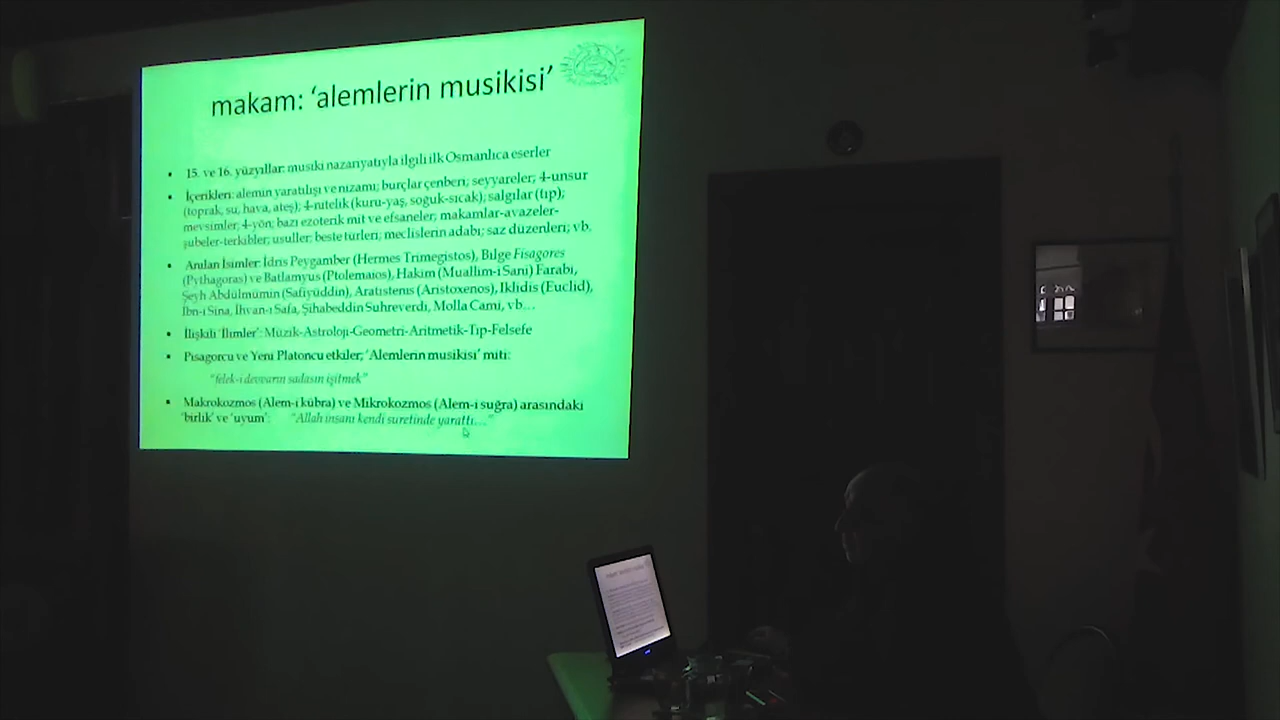 makam: ‘alemlerin musikisi’
• 15. ve 16. yüzyıllar: musiki nazariyatıyla ilgili ilk Osmanlıca eserler
• İçerikleri: alemin yaratılışı ve nizamı; burçlar çenberi; seyyareler; 4-unsur
(toprak, su, hava, ateş); 4-nitelik (kuru-yaş, soğuk-sıcak); salgılar (tıp);
mevsimler; 4-yön; bazı ezoterik mit ve efsaneler; makamlar-avazeler-
şubeler-terkibler; usuller; beste türleri; meclislerin adabı; saz düzenleri; vb.
• Anılan İsimler: İdris Peygamber (Hermes Trimegistos), Bilge Fisagores
(Pythagoras) ve Batlamyus (Ptolemaios), Hakim (Muallim-i Sani) Farabi,
Şeyh Abdülmümin (Safiyüddin), Aratistenis (Aristoxenos), İklidis (Euclid),
İbn-i Sina, İhvan-ı Safa, Şihabeddin Suhreverdi, Molla Cami, vb…
• İlişkili ‘İlimler’: Müzik-Astroloji-Geometri-Aritmetik-Tıp-Felsefe
• Pisagorcu ve Yeni Platoncu etkiler; ‘Alemlerin musikisi’ miti:
“felek-i devvarın sadasın işitmek”
• Makrokozmos (Alem-i kübra) ve Mikrokozmos (Alem-i suğra) arasındaki
‘birlik’ ve ‘uyum’: “Allah insanı kendi suretinde yarattı…”